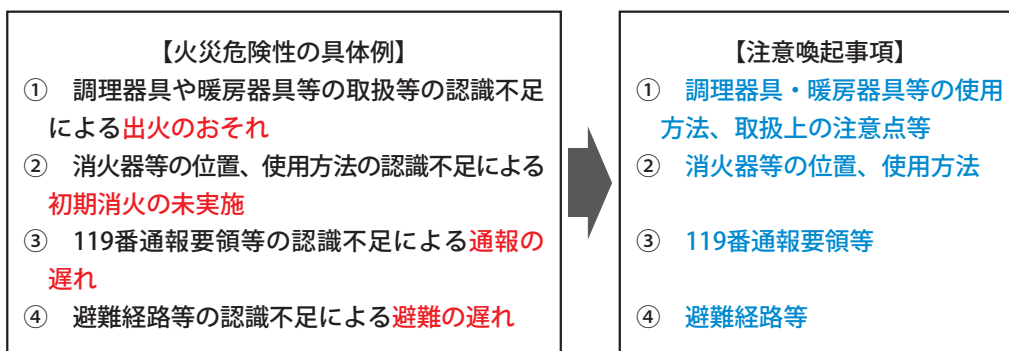 【火災危険性の具体例】
① 調理器具や暖房器具等の取扱等の認識不足
による出火のおそれ
② 消火器等の位置、使用方法の認識不足による
初期消火の未実施
③ 119番通報要領等の認識不足による通報の
遅れ
④ 避難経路等の認識不足による避難の遅れ
【注意喚起事項】
① 調理器具・暖房器具等の使用
方法、取扱上の注意点等
② 消火器等の位置、使用方法
③ 119番通報要領等
④ 避難経路等